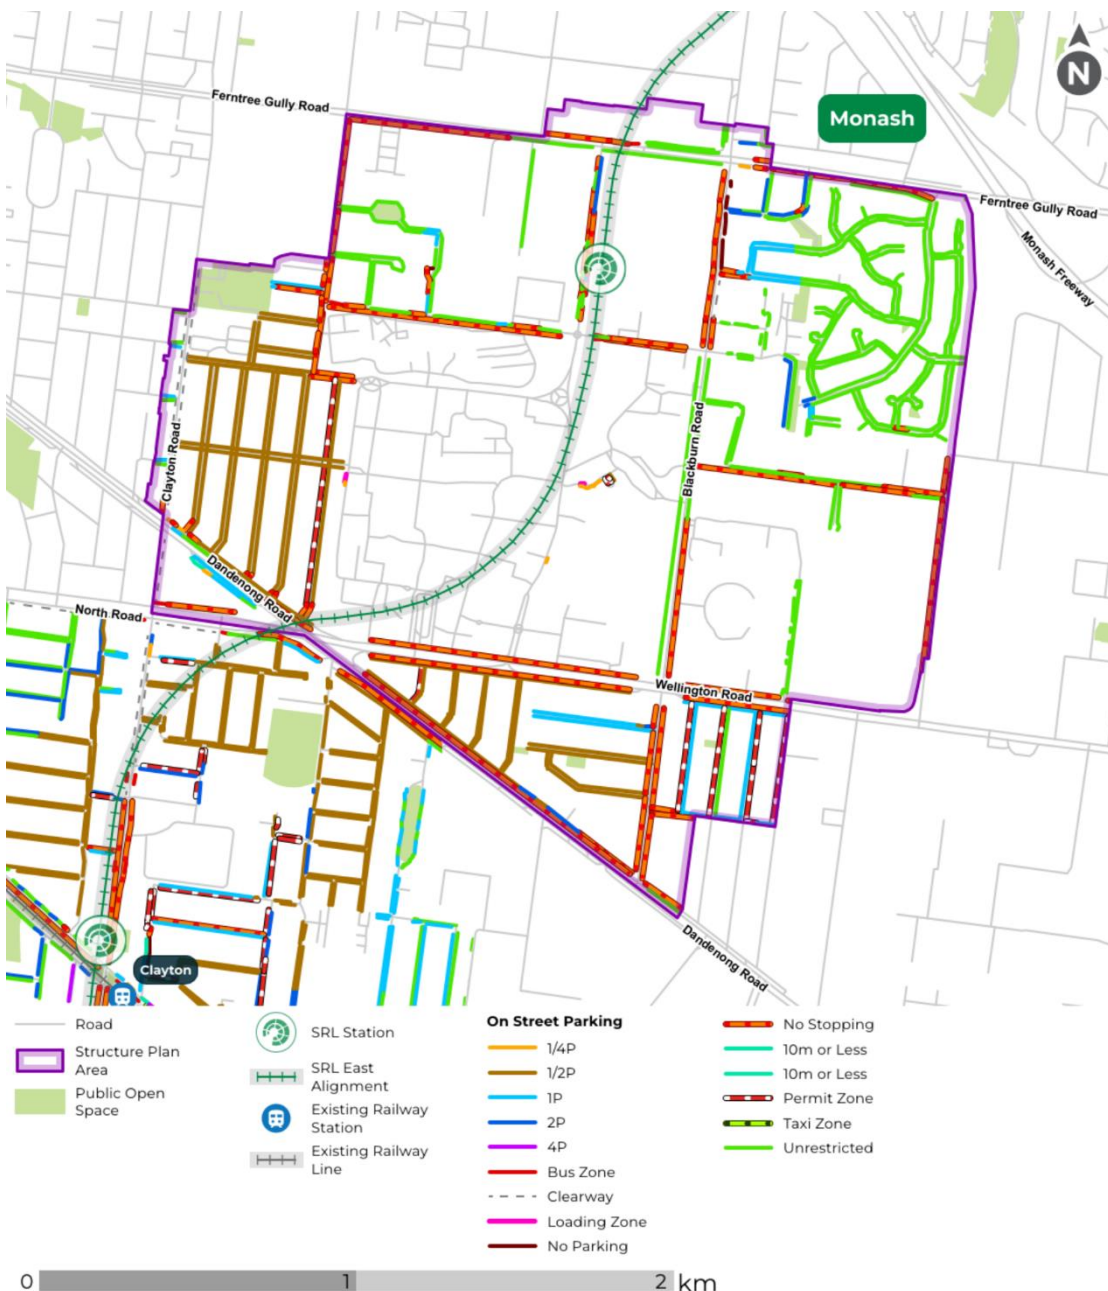 N
Monash
Ferntree Gully Road
Ferntree Gully Road
Monash Freeway
Clayton Road
Blackburn Road
Dandenong Road
North Road
Wellington Road
Dandenong Road
Clayton
Road
Structure Plan
Area
Public Open
Space
SRL Station
SRL East
Alignment
Existing Railway
Station
Existing Railway
Line
On Street Parking
1/4P
1/2P
1P
2P
4P
Bus Zone
Clearway
Loading Zone
No Parking
No Stopping
10m or Less
10m or Less
Permit Zone
Taxi Zone
Unrestricted
0 1 2 km